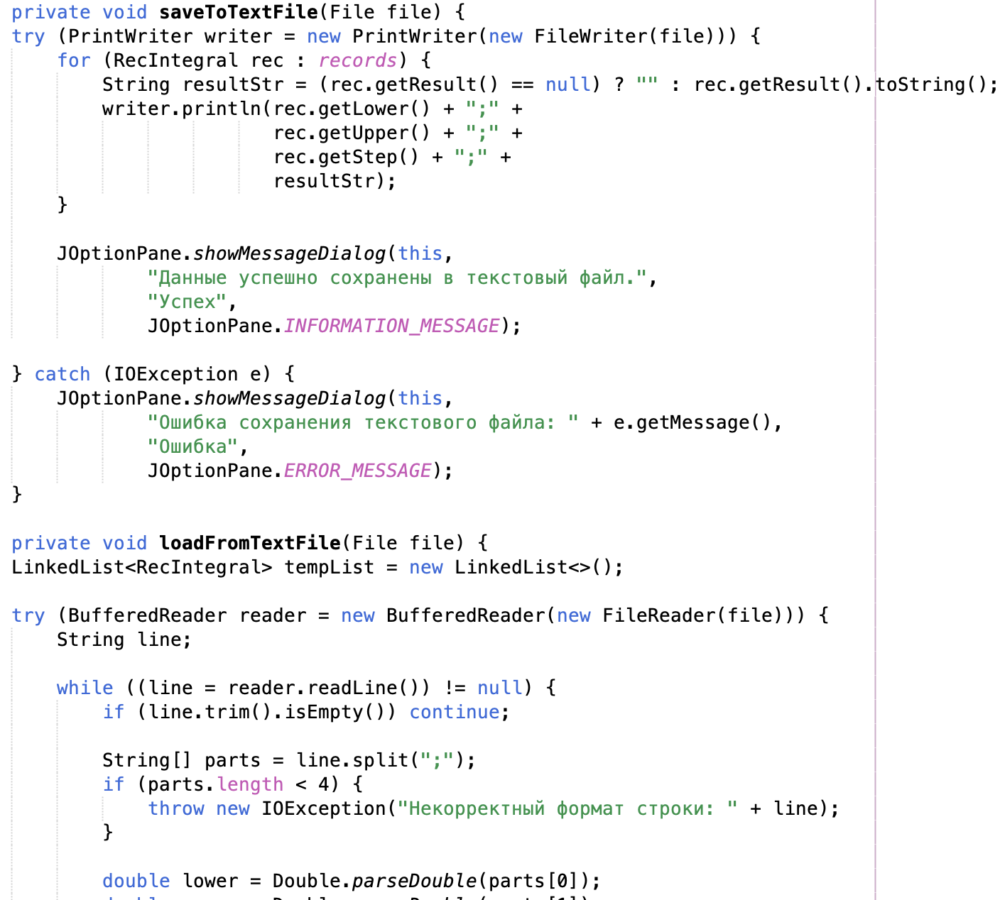 private void saveToTextFile(File file) {
try (PrintWriter writer = new PrintWriter(new FileWriter(file))) {
    for (RecIntegral rec : records) {
        String resultStr = (rec.getResult() == null) ? "" : rec.getResult().toString();
        writer.println(rec.getLower() + ";" +
                       rec.getUpper() + ";" +
                       rec.getStep() + ";" +
                       resultStr);
    }

    JOptionPane.showMessageDialog(this,
            "Данные успешно сохранены в текстовый файл.",
            "Успех",
            JOptionPane.INFORMATION_MESSAGE);

} catch (IOException e) {
    JOptionPane.showMessageDialog(this,
            "Ошибка сохранения текстового файла: " + e.getMessage(),
            "Ошибка",
            JOptionPane.ERROR_MESSAGE);
}

private void loadFromTextFile(File file) {
LinkedList<RecIntegral> tempList = new LinkedList<>();

try (BufferedReader reader = new BufferedReader(new FileReader(file))) {
    String line;

    while ((line = reader.readLine()) != null) {
        if (line.trim().isEmpty()) continue;

        String[] parts = line.split(";");
        if (parts.length < 4) {
            throw new IOException("Некорректный формат строки: " + line);
        }

        double lower = Double.parseDouble(parts[0]);